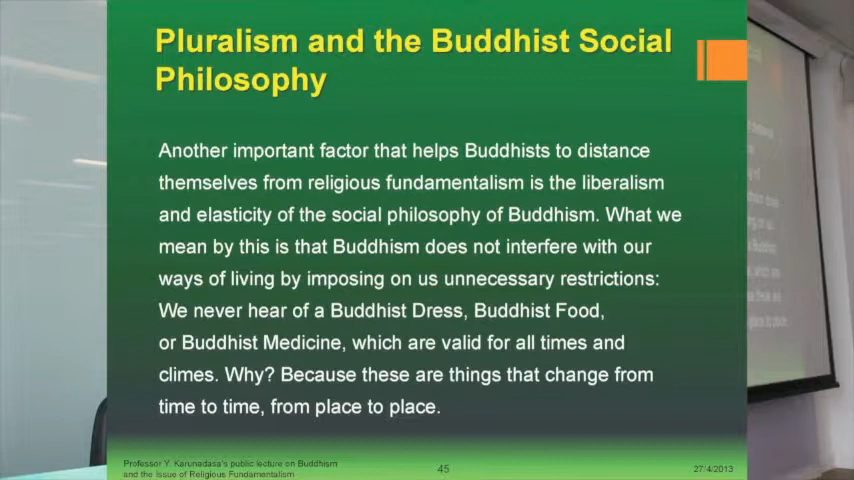 Pluralism and the Buddhist Social
Philosophy
Another important factor that helps Buddhists to distance
themselves from religious fundamentalism is the liberalism
and elasticity of the social philosophy of Buddhism. What we
mean by this is that Buddhism does not interfere with our
ways of living by imposing on us unnecessary restrictions:
We never hear of a Buddhist Dress, Buddhist Food,
or Buddhist Medicine, which are valid for all times and
climes. Why? Because these are things that change from
time to time, from place to place.
Professor Y. Karunadasa's public lecture on Buddhism
and the Issue of Religious Fundamentalism
45
27/4/2013